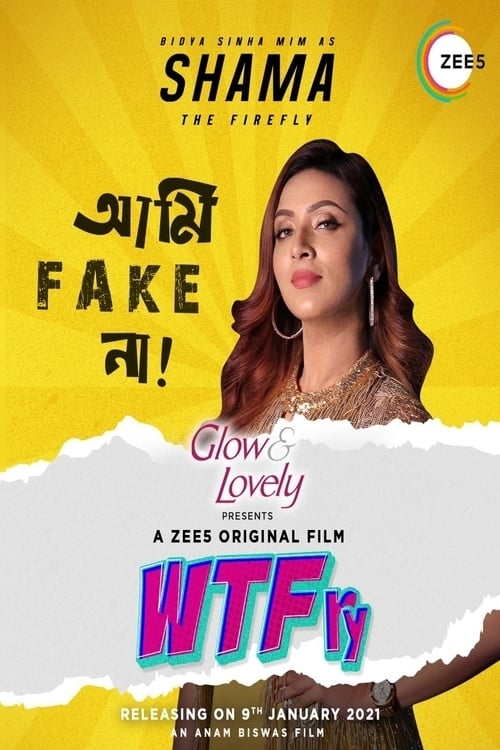 BIDYA SINHA MIM AS
SHAMA
THE FIREFLY
ZEE5
আমি
FAKE
না!
Glow &
Lovely
PRESENTS
A ZEE5 ORIGINAL FILM
WTFry
RELEASING ON 9TH JANUARY 2021
AN ANAM BISWAS FILM